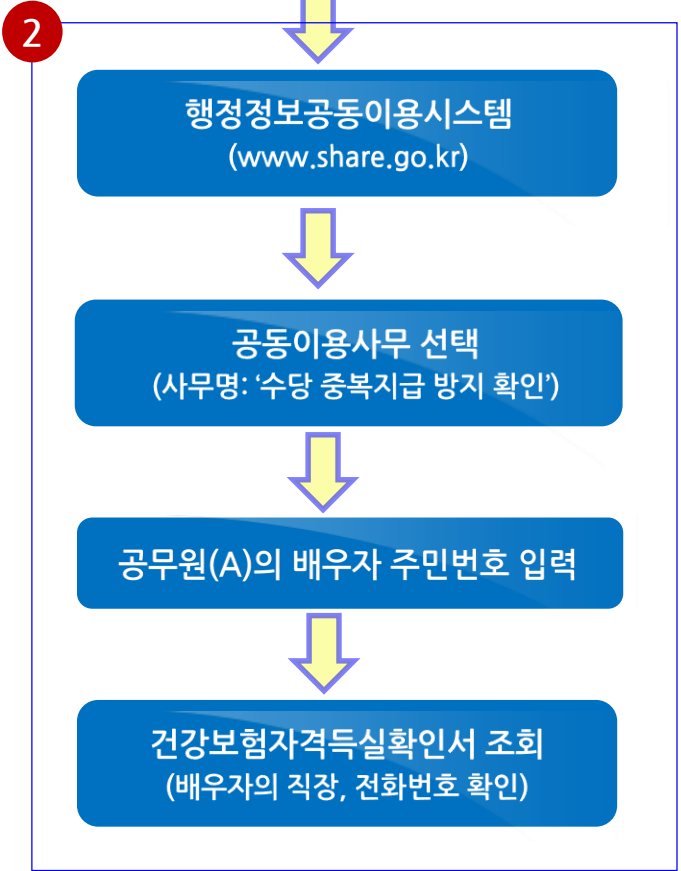 2
행정정보공동이용시스템
(www.share.go.kr)
공동이용사무 선택
(사무명: ‘수당 중복지급 방지 확인’)
공무원(A)의 배우자 주민번호 입력
건강보험자격득실확인서 조회
(배우자의 직장, 전화번호 확인)